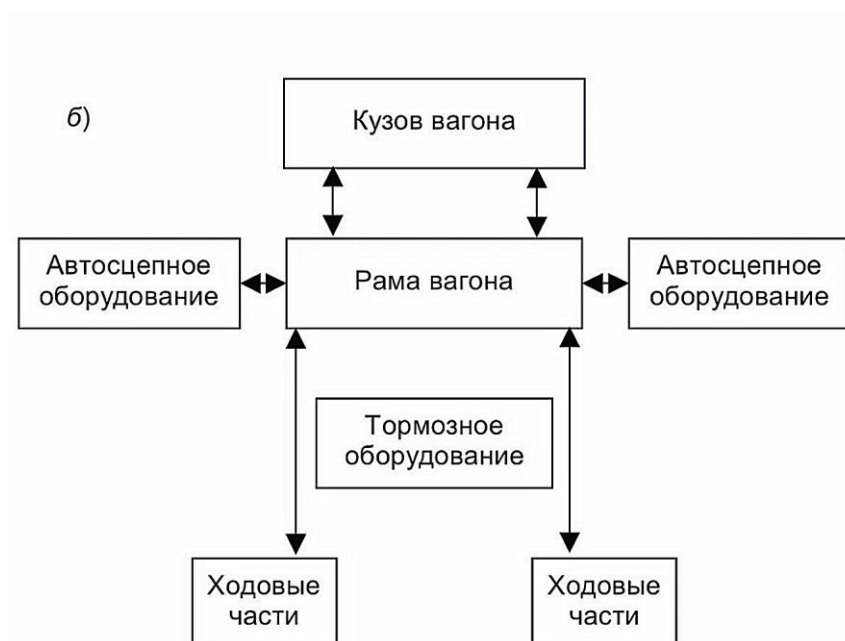 б)
Кузов вагона
Автосцепное
оборудование
Рама вагона
Автосцепное
оборудование
Тормозное
оборудование
Ходовые
части
Ходовые
части